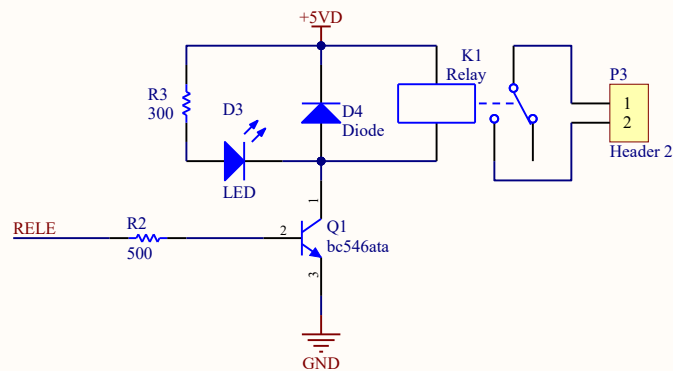 +5VD
K1
Relay
P3
R3
300
D3
D4
Diode
1
2
Header 2
LED
1
RELE
R2
500
2
Q1
bc546ata
3
GND